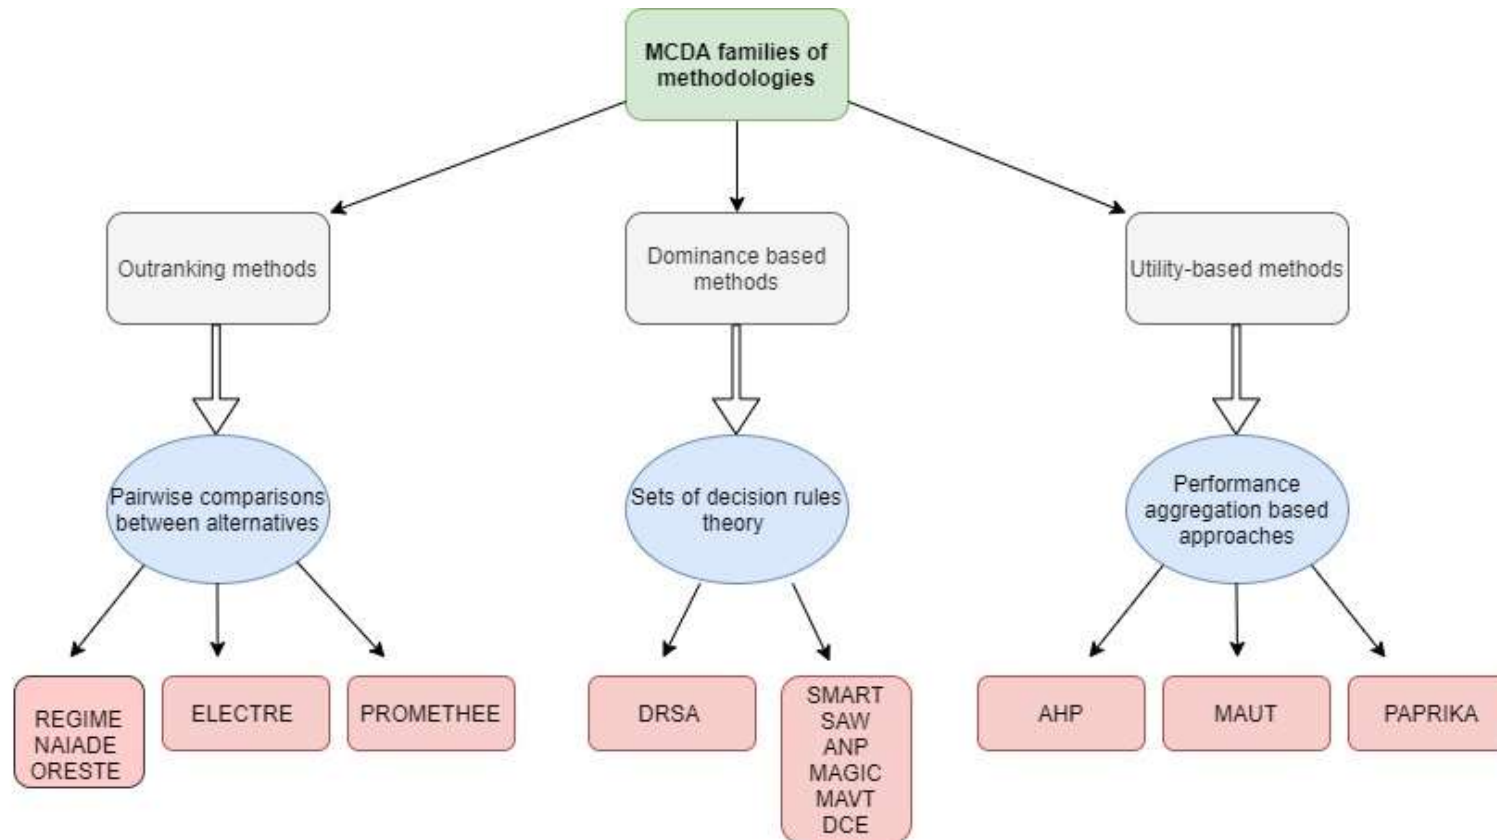 MCDA families of
methodologies
Outranking methods
Dominance based
methods
Utility-based methods
Pairwise comparisons
between alternatives
Sets of decision rules
theory
Performance
aggregation based
approaches
REGIME
NAIADE
ORESTE
ELECTRE
PROMETHEE
DRSA
SMART
SAW
ANP
MAGIC
MAVT
DCE
AHP
MAUT
PAPRIKA